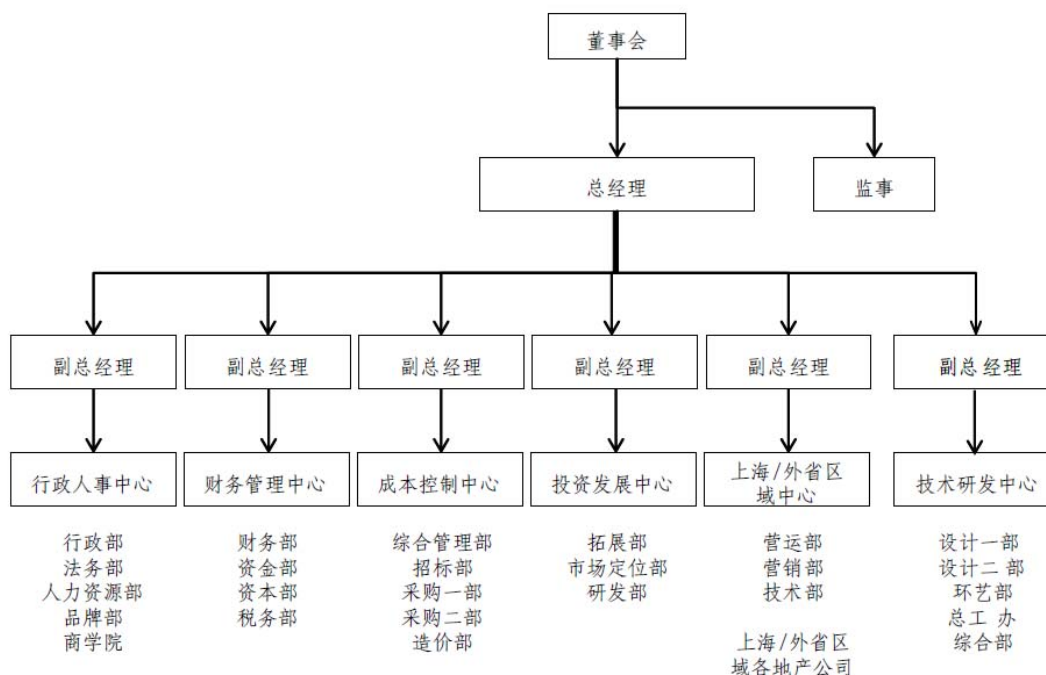 董事会
总经理
监事
副总经理
副总经理
副总经理
副总经理
副总经理
副总经理
行政人事中心
财务管理中心
成本控制中心
投资发展中心
上海/外省区
域中心
技术研发中心
行政部
法务部
人力资源部
品牌部
商学院
财务部
资金部
资本部
税务部
综合管理部
招标部
采购一部
采购二部
造价部
拓展部
市场定位部
研发部
营运部
营销部
技术部
上海/外省区
域各地产公司
设计一部
设计二 部
环艺部
总工 办
综合部